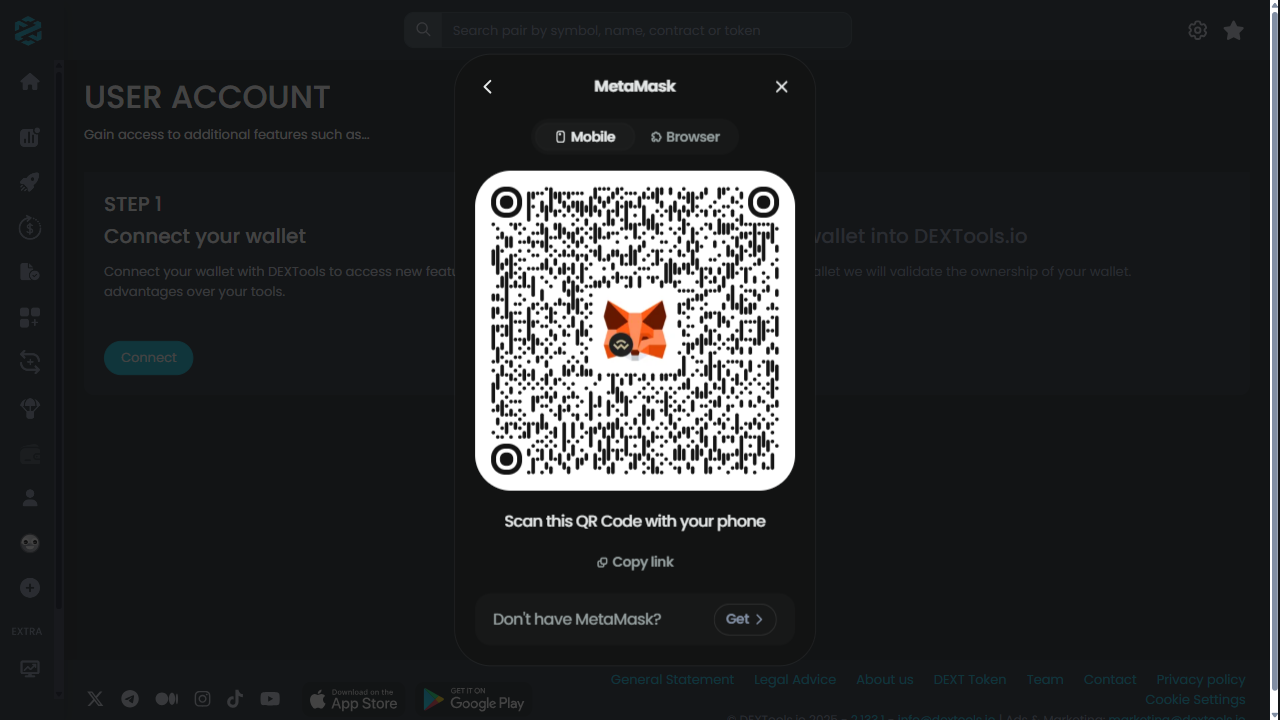 Search pair by symbol, name, contract or token
USER ACCOUNT
Gain access to additional features such as...
STEP 1
Connect your wallet
Connect your wallet with DEXTools to access new featu
advantages over your tools.
Connect
wallet into DEXTools.io
allet we will validate the ownership of your wallet.
MetaMask
Mobile
Browser
Scan this QR Code with your phone
Copy link
Don't have MetaMask?
Get
EXTRA
Download on the
App Store
GET IT ON
Google Play
General Statement
Legal Advice
About us
DEXT Token
Team
Contact
Privacy policy
Cookie Settings